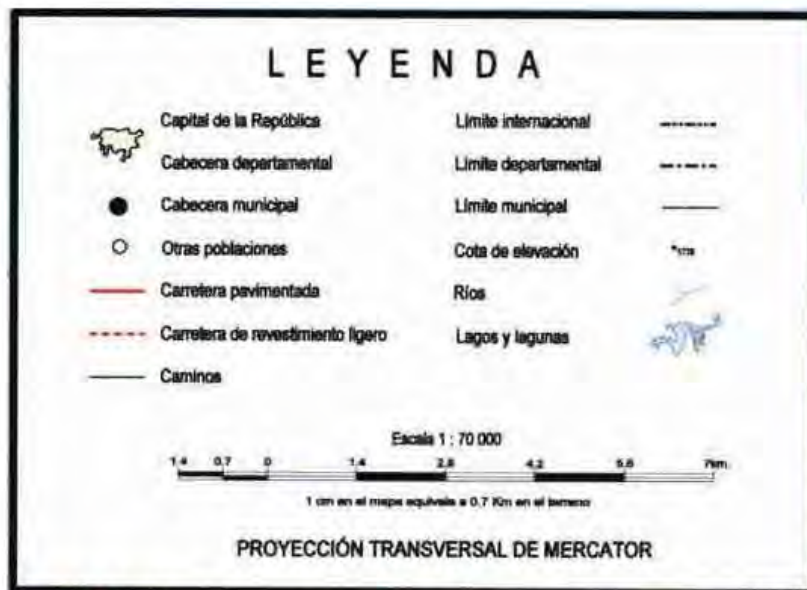 LEYENDA
Capital de la República
Cabecera departamental
Cabecera municipal
Otras poblaciones
Carretera pavimentada
Carretera de revestimiento ligero
Caminos
Límite internacional
Límite departamental
Límite municipal
Cota de elevación
Ríos
Lagos y lagunas
Escala 1 : 70 000
1.4 0.7 0 1.4 2.8 4.2 5.6 7km.
1 cm en el mapa equivale a 0.7 Km en el terreno
PROYECCIÓN TRANSVERSAL DE MERCATOR